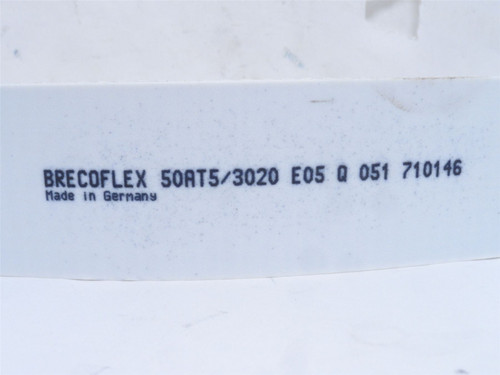 BRECOFLEX 50AT5/3020 E05 Q 051 710146
Made in Germany